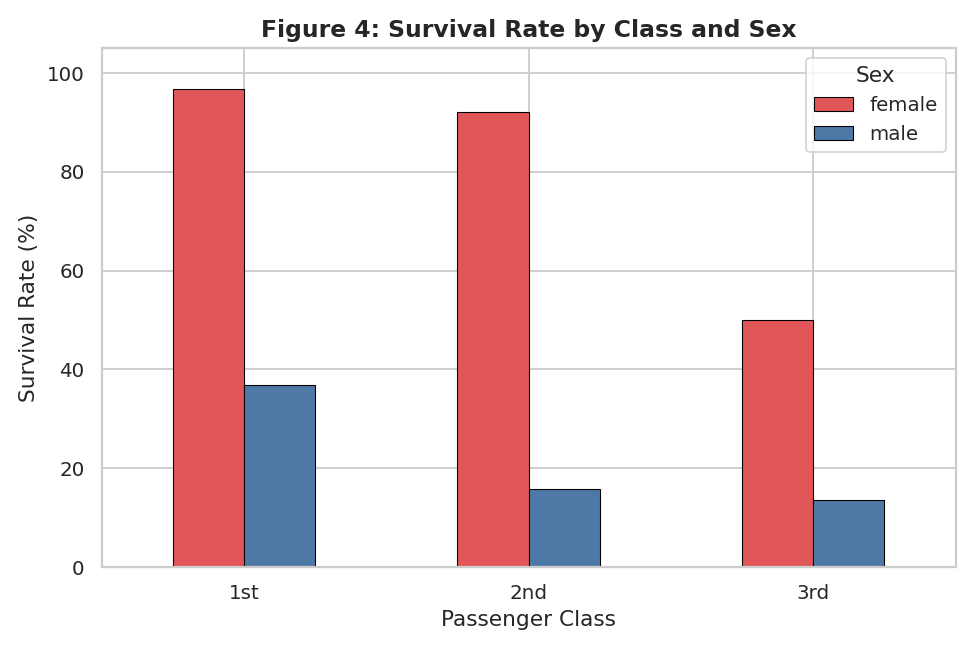 Figure 4: Survival Rate by Class and Sex
Sex
female
male
100
80
60
40
20
0
Survival Rate (%)
1st 2nd 3rd
Passenger Class